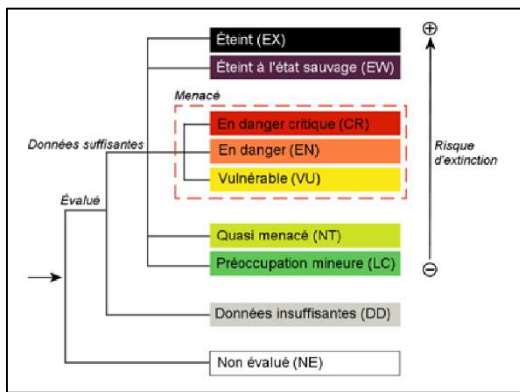 Éteint (EX)
Éteint à l'état sauvage (EW)
Menacé
En danger critique (CR)
Données suffisantes
En danger (EN)
Risque
d'extinction
Vulnérable (VU)
Évalué
Quasi menacé (NT)
Préoccupation mineure (LC)
Données insuffisantes (DD)
Non évalué (NE)